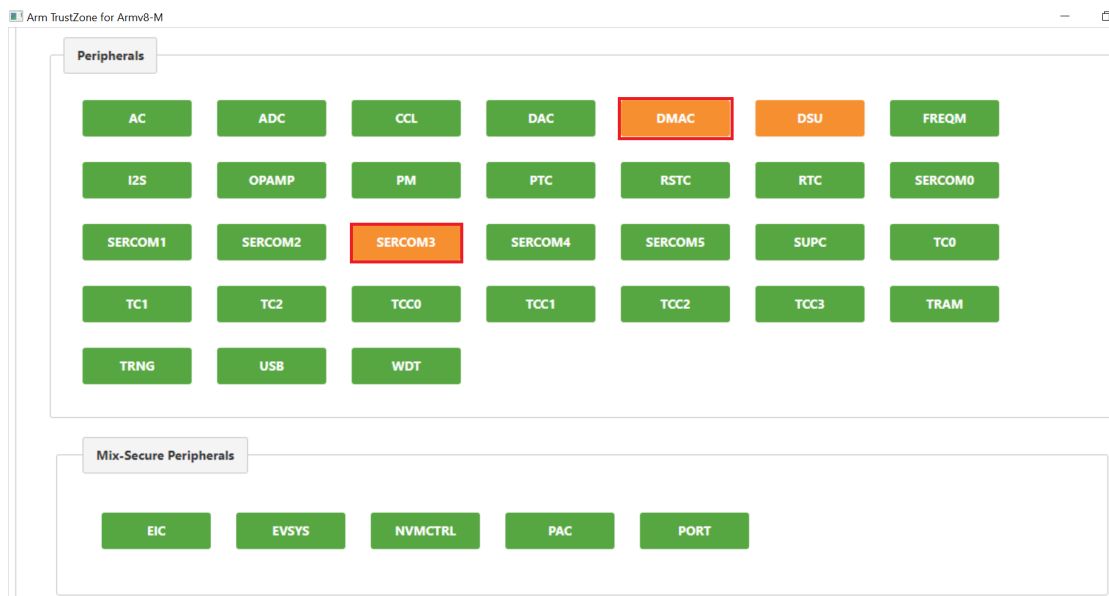 Arm TrustZone for Armv8-M
Peripherals
AC ADC CCL DAC DMAC DSU FREQM
I2S OPAMP PM PTC RSTC RTC SERCOM0
SERCOM1 SERCOM2 SERCOM3 SERCOM4 SERCOM5 SUPC TC0
TC1 TC2 TCC0 TCC1 TCC2 TCC3 TRAM
TRNG USB WDT
Mix-Secure Peripherals
EIC EVSYS NVMCTRL PAC PORT